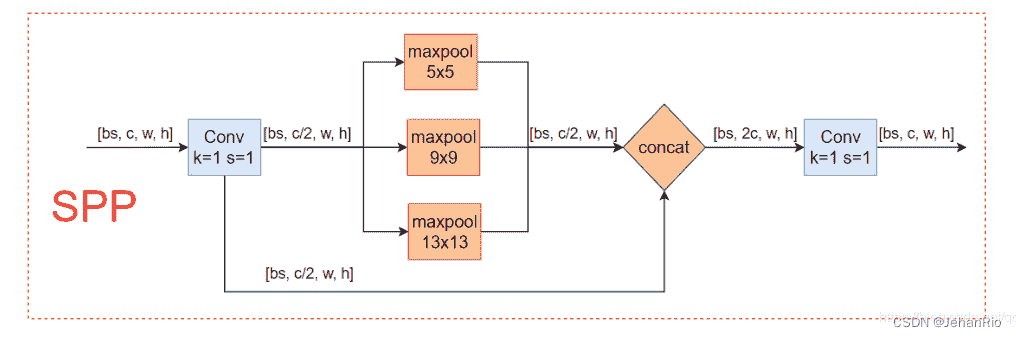 maxpool
5x5
[bs, c, w, h]
Conv
k=1 s=1
[bs, c/2, w, h]
maxpool
9x9
[bs, c/2, w, h]
concat
[bs, 2c, w, h]
Conv
k=1 s=1
[bs, c, w, h]
SPP
maxpool
13x13
[bs, c/2, w, h]
CSDN @JehanRio